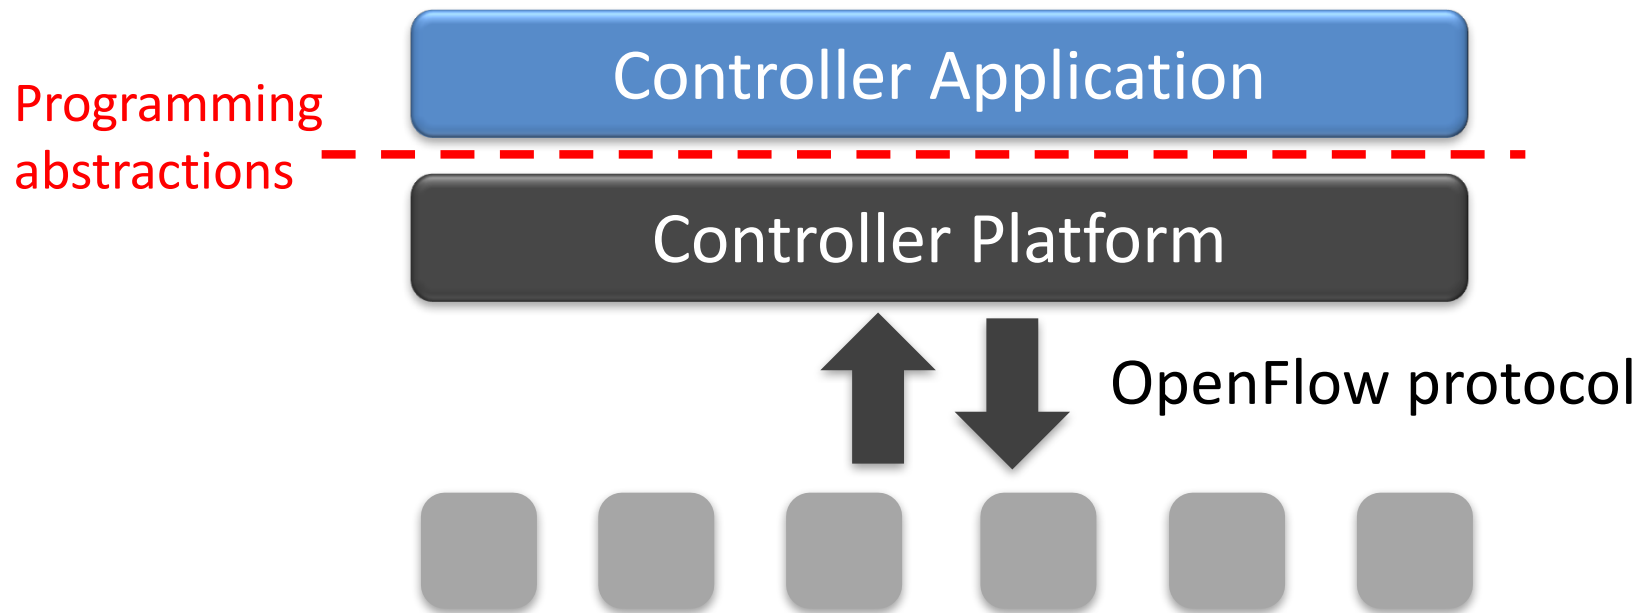 Controller Application
Programming
abstractions
Controller Platform
OpenFlow protocol